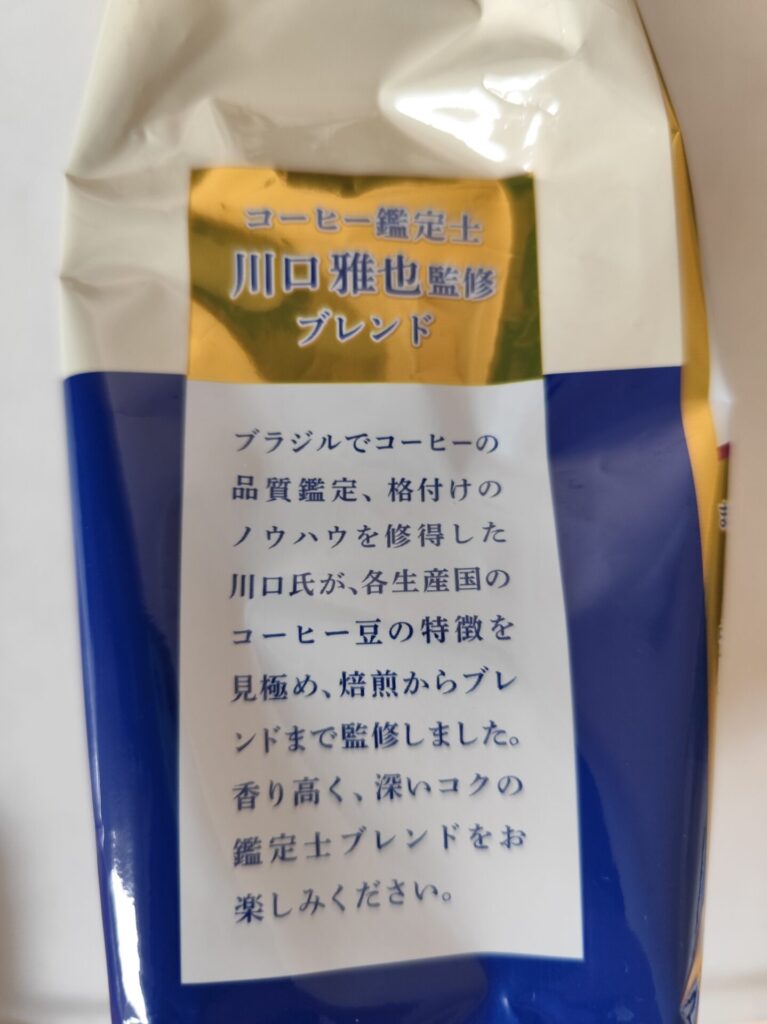 コーヒー鑑定士
川口雅也監修
ブレンド
ブラジルでコーヒーの
品質鑑定、格付けの
ノウハウを修得した
川口氏が、各生産国の
コーヒー豆の特徴を
見極め、焙煎からブレ
ンドまで監修しました。
香り高く、深いコクの
鑑定士ブレンドをお
楽しみください。